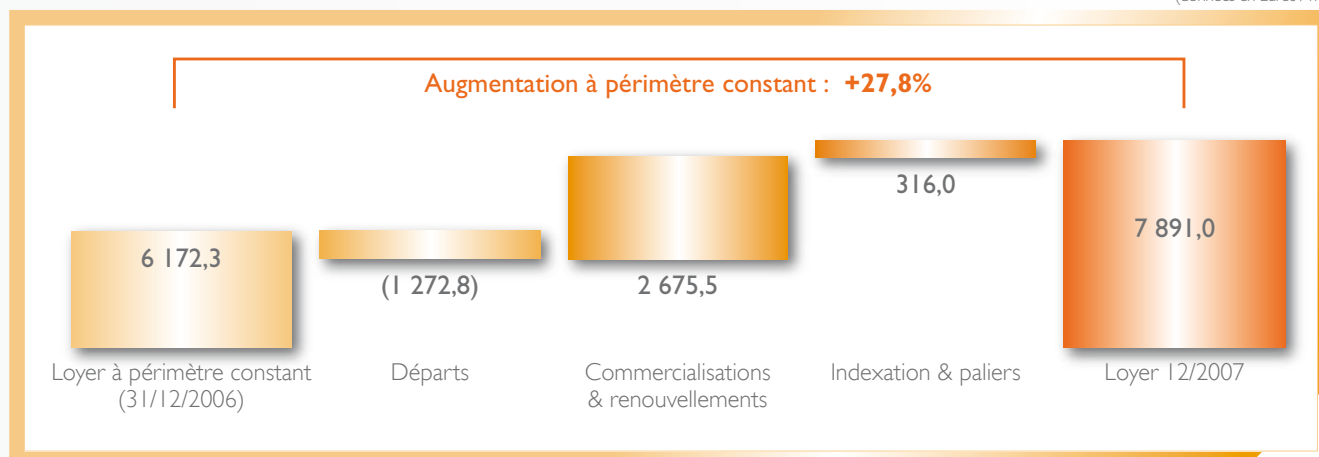 Augmentation à périmètre constant : +27,8%
6 172,3
(1 272,8)
2 675,5
316,0
7 891,0
Loyer à périmètre constant
(31/12/2006)
Départs
Commercialisations
& renouvellements
Indexation & paliers
Loyer 12/2007